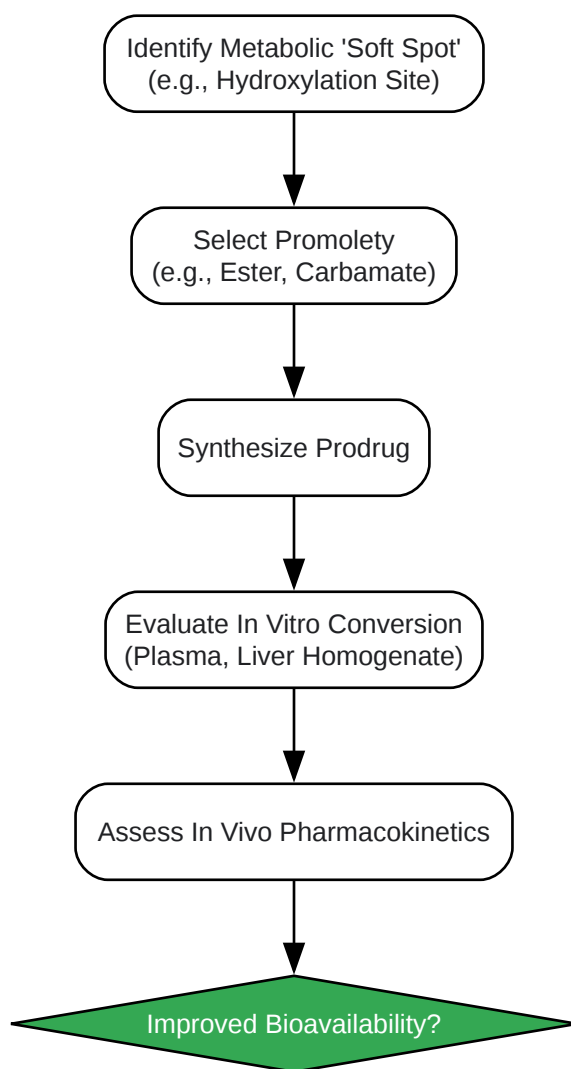 Identify Metabolic 'Soft Spot'
(e.g., Hydroxylation Site)
Select Promolety
(e.g., Ester, Carbamate)
Synthesize Prodrug
Evaluate In Vitro Conversion
(Plasma, Liver Homogenate)
Assess In Vivo Pharmacokinetics
Improved Bioavailability?